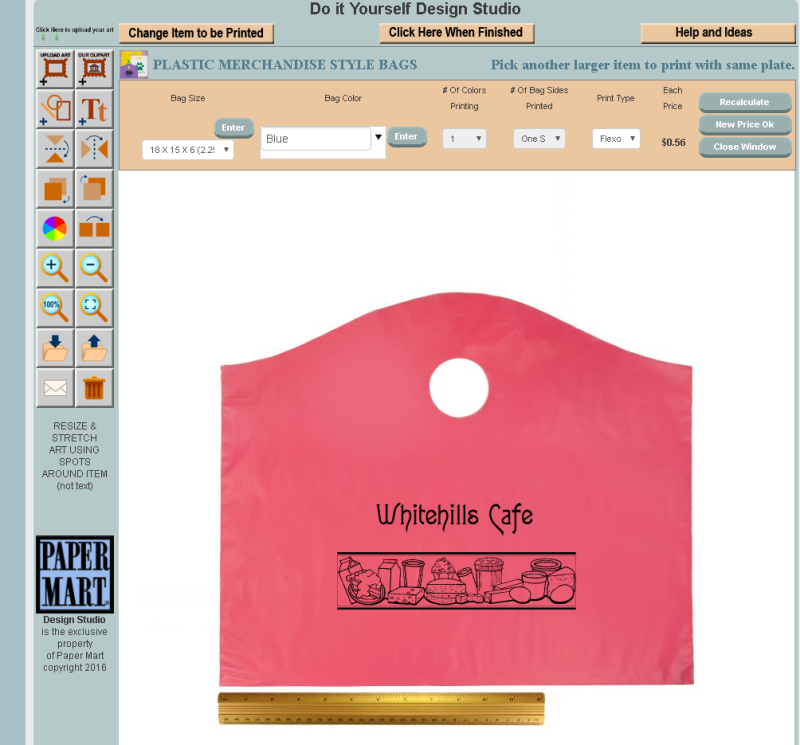 Do it Yourself Design Studio
Click Here to upload your art
Change Item to be Printed
Click Here When Finished
Help and Ideas
UPLOAD ART
OUR CLIPART
PLASTIC MERCHANDISE STYLE BAGS
Pick another larger item to print with same plate.
Bag Size
Bag Color
# Of Colors
Printing
# Of Bag Sides
Printed
Print Type
Each
Price
Recalculate
Enter
New Price Ok
Blue
Enter
1
One S
Flexo
$0.56
18 X 15 X 6 (2.25
Close Window
Tt
100%
RESIZE &
STRETCH
ART USING
SPOTS
AROUND ITEM
(not text)
Whitehills Cafe
PAPER
MART
Design Studio
is the exclusive
property
of Paper Mart
copyright 2016